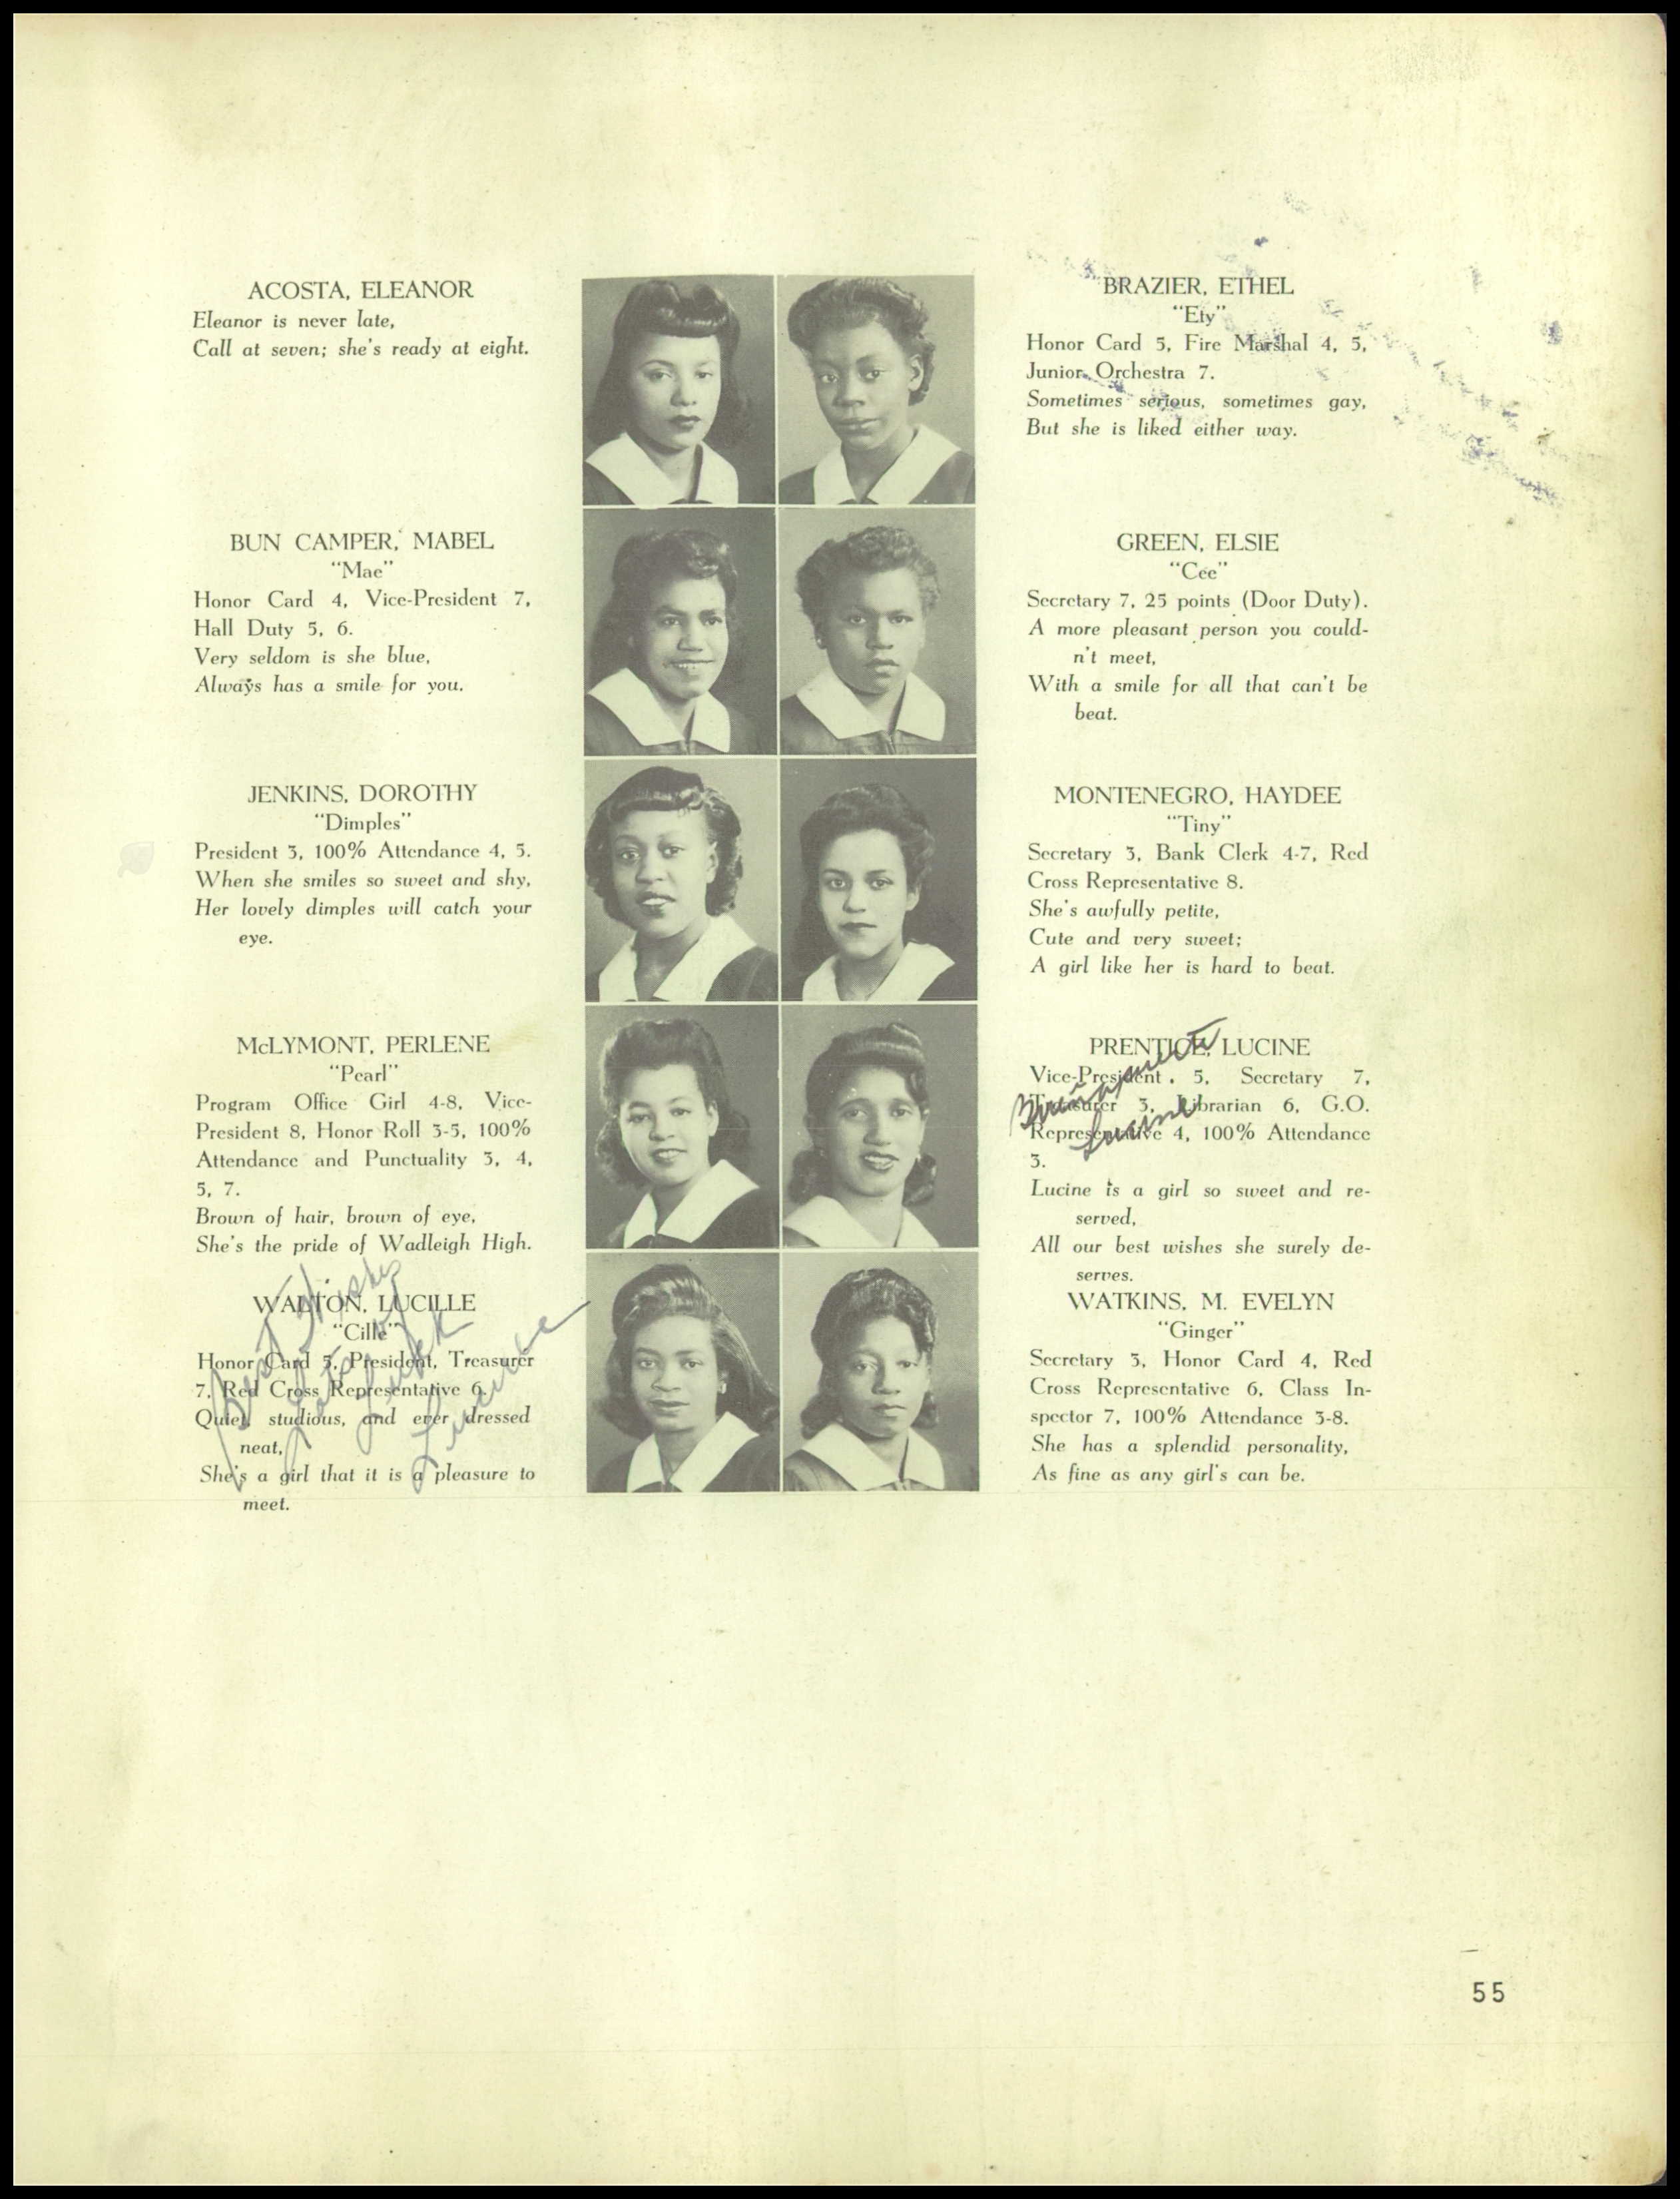 ACOSTA, ELEANOR
Eleanor is never late,
Call at seven; she's ready at eight.
BRAZIER, ETHEL
"Ety"
Honor Card 5, Fire Marshal 4, 5,
Junior Orchestra 7.
Sometimes serious, sometimes gay,
But she is liked either way.
BUN CAMPER, MABEL
"Mae"
Honor Card 4, Vice-President 7,
Hall Duty 5, 6.
Very seldom is she blue,
Always has a smile for you.
GREEN, ELSIE
"Cee"
Secretary 7, 25 points (Door Duty).
A more pleasant person you could-
n't meet,
With a smile for all that can't be
beat.
JENKINS, DOROTHY
"Dimples"
President 3, 100% Attendance 4, 5.
When she smiles so sweet and shy,
Her lovely dimples will catch your
eye.
MONTENEGRO, HAYDEE
"Tiny"
Secretary 3, Bank Clerk 4-7, Red
Cross Representative 8.
She's awfully petite,
Cute and very sweet;
A girl like her is hard to beat.
McLYMONT, PERLENE
"Pearl"
Program Office Girl 4-8, Vice-
President 8, Honor Roll 3-5, 100%
Attendance and Punctuality 3, 4,
5, 7.
Brown of hair, brown of eye,
She's the pride of Wadleigh High.
PRENTICE, LUCINE
Vice-President 5, Secretary 7,
Treasurer 3, Librarian 6, G.O.
Representative 4, 100% Attendance
3.
Lucine is a girl so sweet and re-
served,
All our best wishes she surely de-
serves.
Lucine
WALTON, LUCILLE
"Cille"
Honor Card 5, President, Treasurer
7, Red Cross Representative 6.
Quiet, studious, and ever dressed
neat,
She's a girl that it is a pleasure to
meet.
WATKINS, M. EVELYN
"Ginger"
Secretary 3, Honor Card 4, Red
Cross Representative 6, Class In-
spector 7, 100% Attendance 3-8.
She has a splendid personality,
As fine as any girl's can be.
55